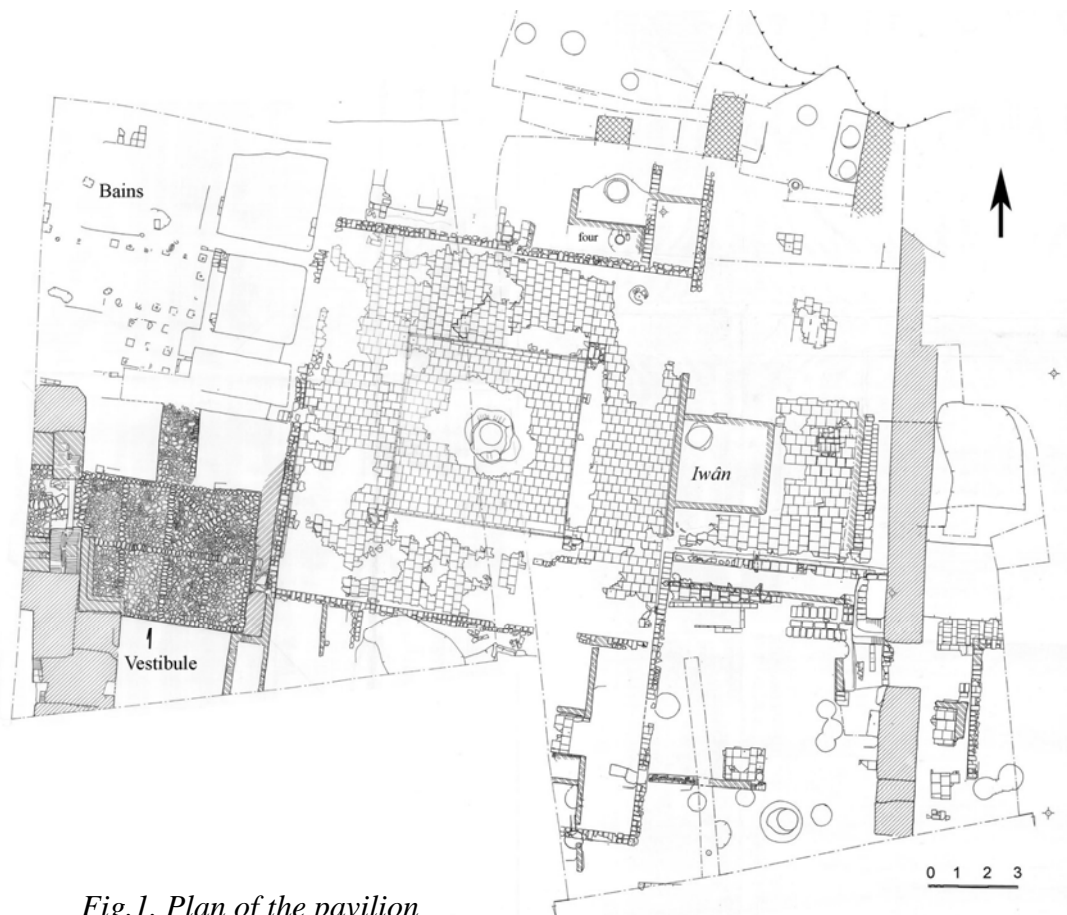 Bains
four
Iwân
Vestibule
0 1 2 3
Fig.1. Plan of the pavilion